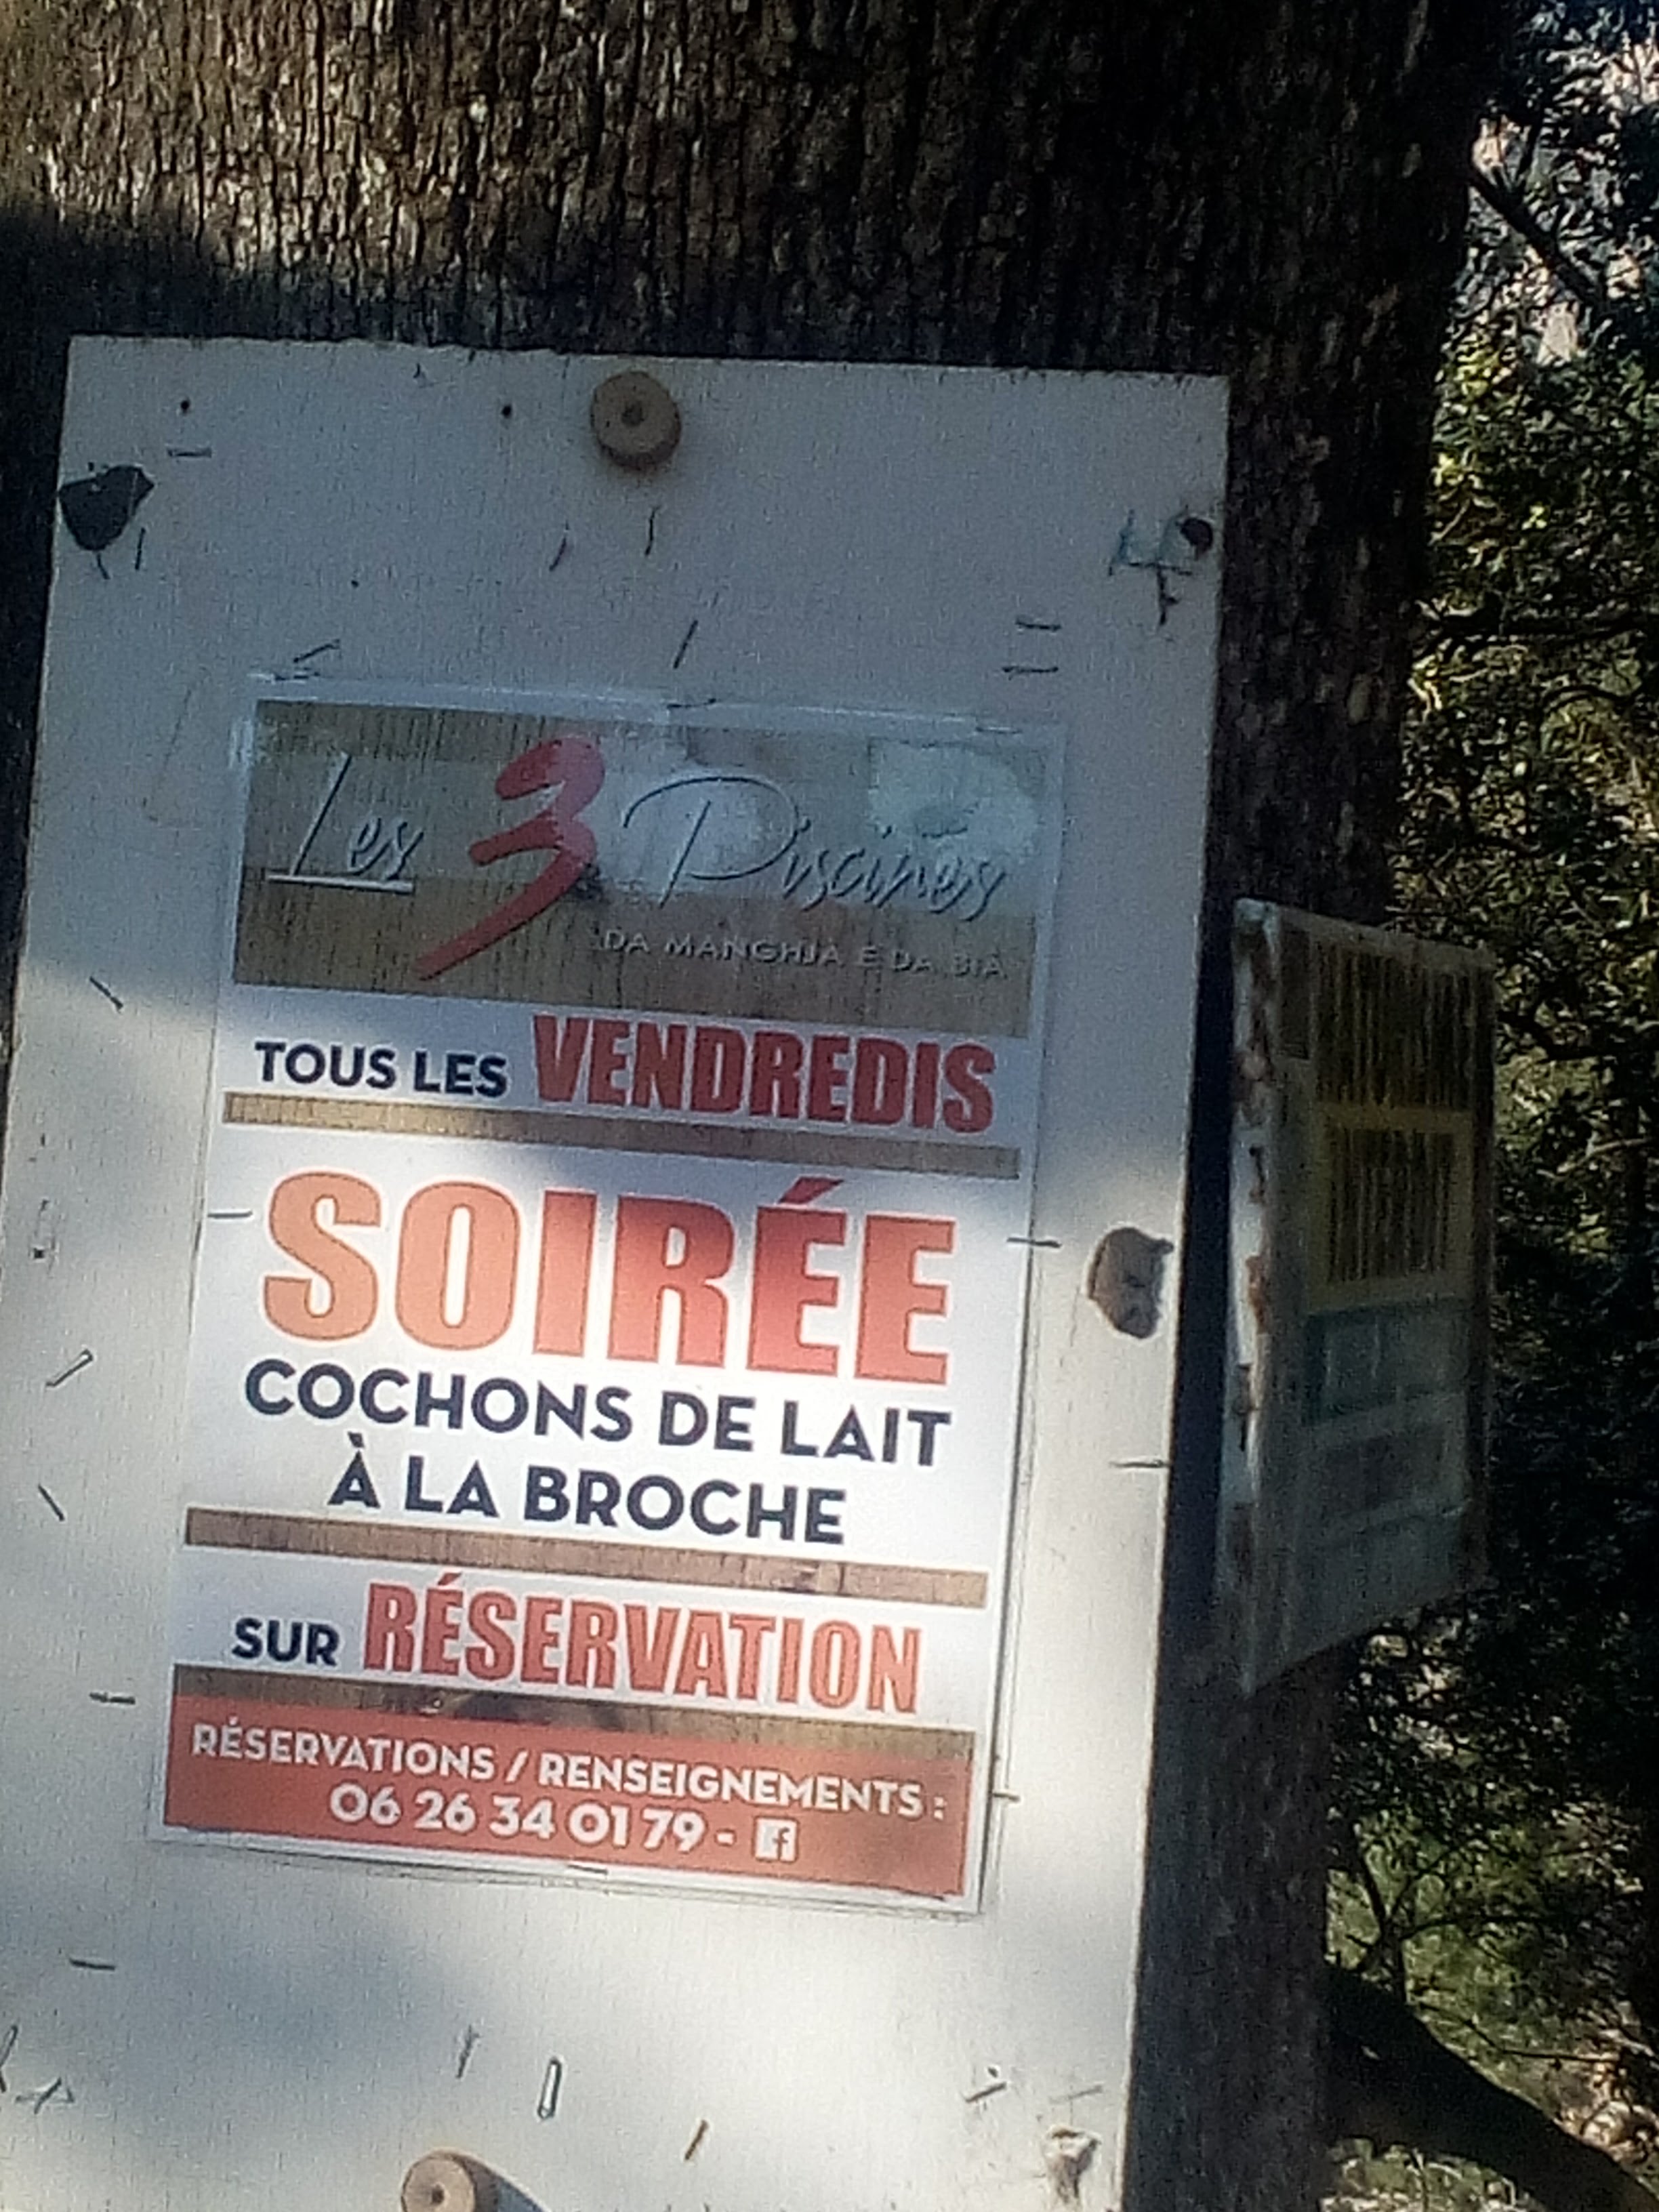 Les 3 Piscines
DA MANGHJA È DA BIA
TOUS LES VENDREDIS
SOIRÉE
COCHONS DE LAIT
À LA BROCHE
SUR RÉSERVATION
RÉSERVATIONS / RENSEIGNEMENTS :
06 26 34 01 79 -